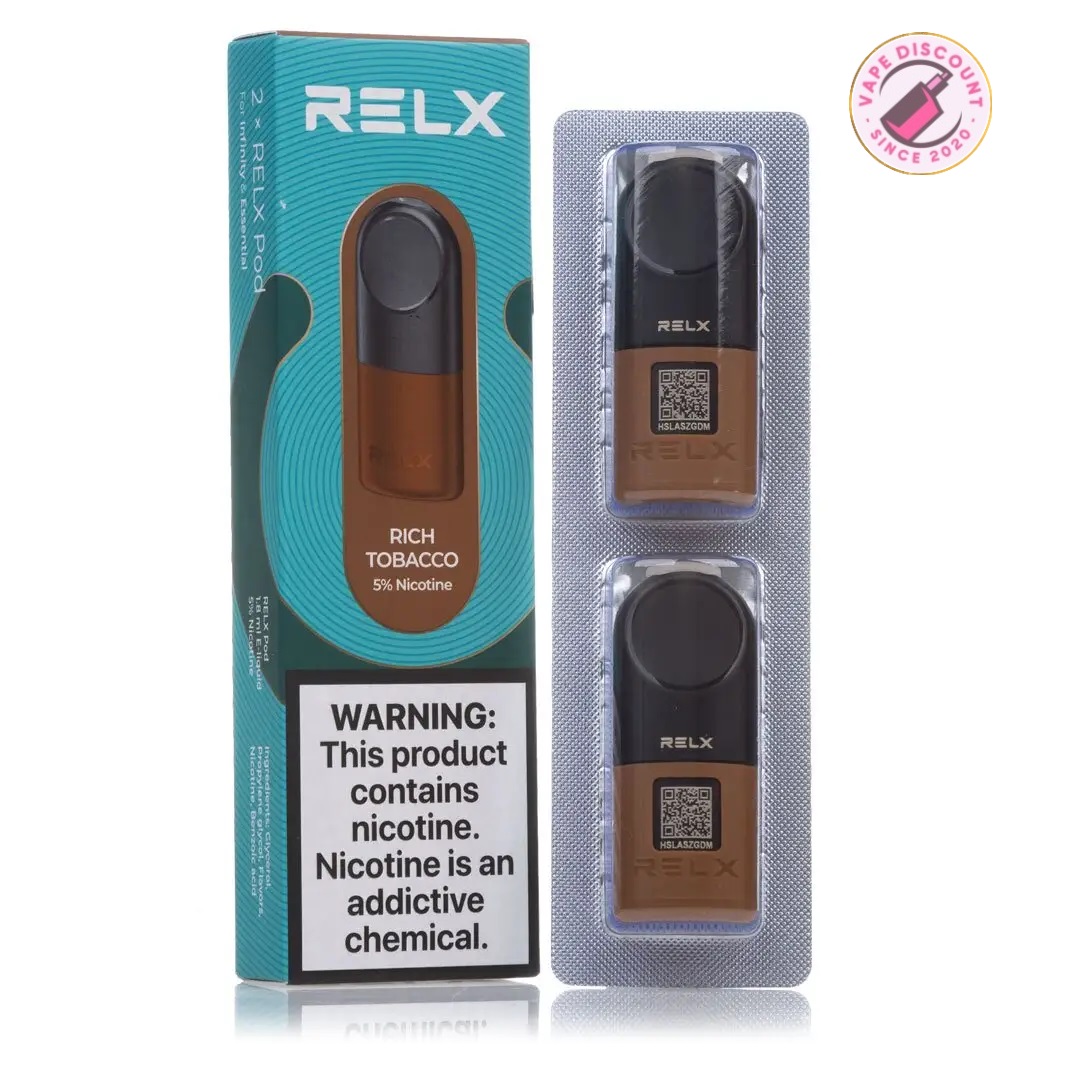 RELX
2 x RELX Pod
For Infinity & Essential
RELX
RICH
TOBACCO
5% Nicotine
RELX Pod
1.8 ml E-liquid
5% Nicotine
Ingredients: Glycerol,
Propylene glycol, Flavors,
Nicotine, Benzoic acid
WARNING:
This product
contains
nicotine.
Nicotine is an
addictive
chemical.
RELX
HSLASZGDM
RELX
RELX
HSLASZGDM
RELX
VAPE DISCOUNT
SINCE 2020